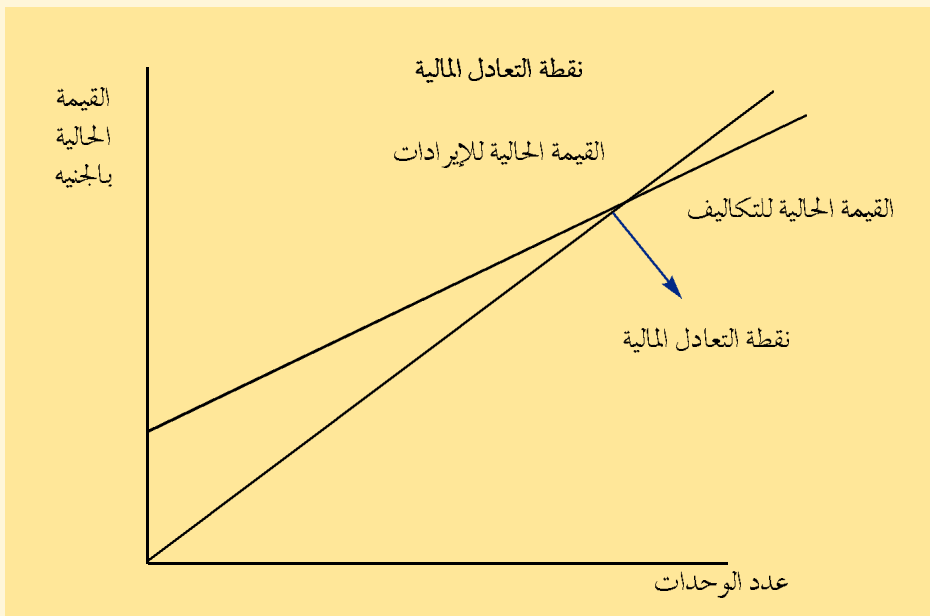 نقطة التعادل المالية
القيمة
الحالية
بالجنيه
القيمة الحالية للإيرادات
القيمة الحالية للتكاليف
نقطة التعادل المالية
عدد الوحدات